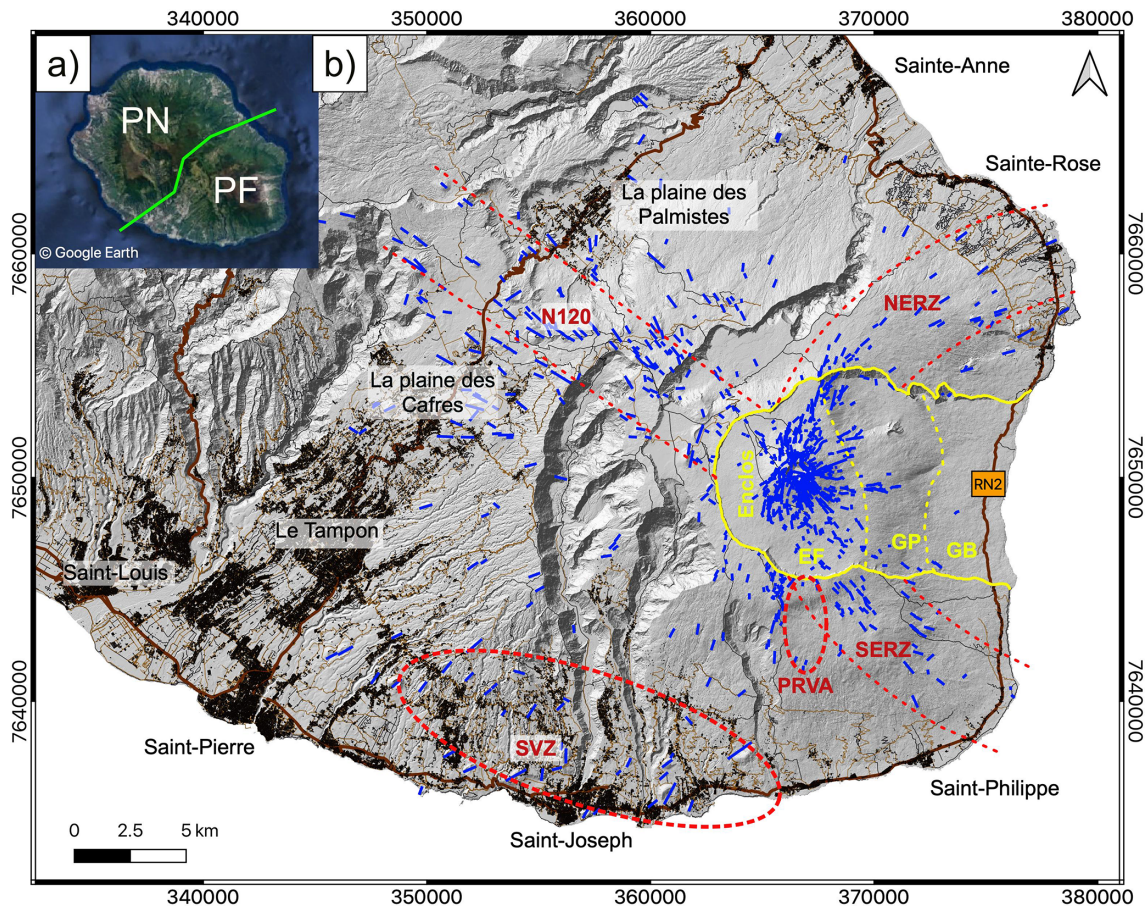 340000 350000 360000 370000 380000
a) b)
Sainte-Anne
PN
Sainte-Rose
PF
La plaine des
Palmistes
© Google Earth
7660000 7660000
NERZ
N120
La plaine des
Cafres
Enclos
7650000 7650000
RN2
Le Tampon
EF GP GB
Saint-Louis
SERZ
PRVA
7640000 7640000
Saint-Pierre
SVZ
Saint-Philippe
0 2.5 5 km
Saint-Joseph
340000 350000 360000 370000 380000